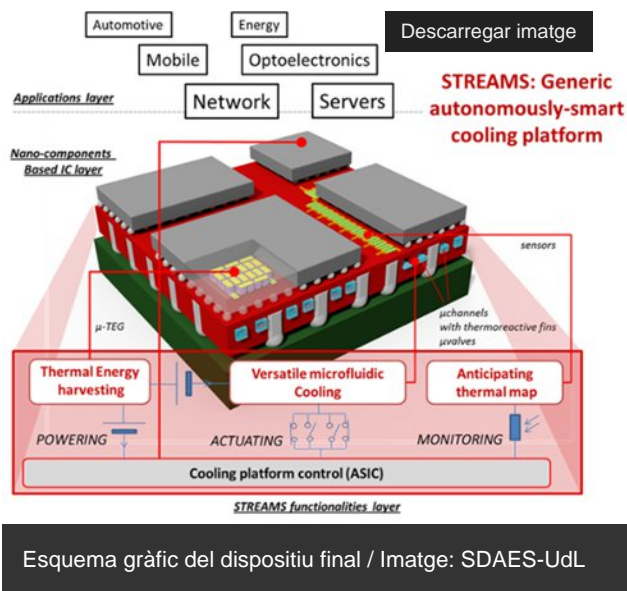 Automotive
Energy
Descarregar imatge
Mobile
Optoelectronics
Applications layer
Network
Servers
STREAMS: Generic
autonomously-smart
cooling platform
Nano-components
Based IC layer
sensors
µchannels
with thermoreactive fins
µvalves
µ-TEG
Thermal Energy
harvesting
Versatile microfluidic
Cooling
Anticipating
thermal map
POWERING
ACTUATING
MONITORING
Cooling platform control (ASIC)
STREAMS functionalities layer
Esquema gràfic del dispositiu final / Imatge: SDAES-UdL